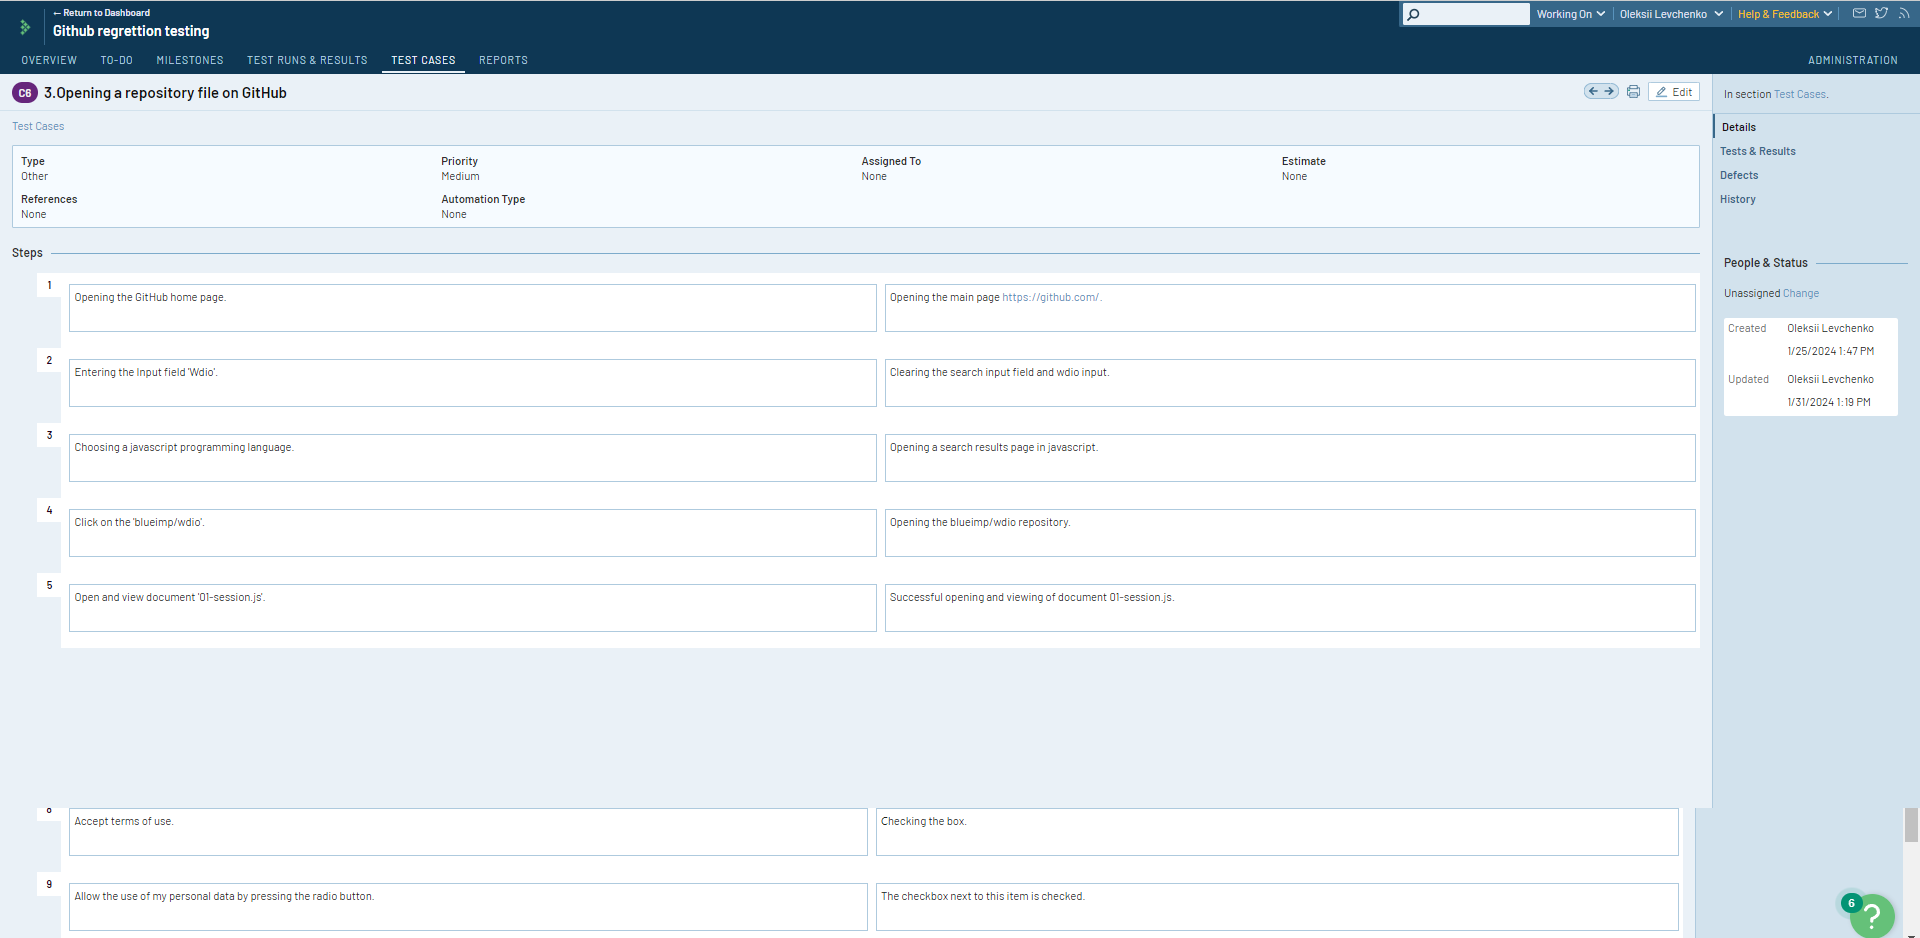 ← Return to Dashboard
Github regrettion testing
Working On
Oleksii Levchenko
Help & Feedback
OVERVIEW TO-DO MILESTONES TEST RUNS & RESULTS TEST CASES REPORTS ADMINISTRATION
C6 3.Opening a repository file on GitHub
Edit
In section Test Cases.
Test Cases
Details
Tests & Results
Defects
History
Type Priority Assigned To Estimate
Other Medium None None
References Automation Type
None None
Steps
People & Status
Unassigned Change
Created Oleksii Levchenko
1/25/2024 1:47 PM
Updated Oleksii Levchenko
1/31/2024 1:19 PM
1
Opening the GitHub home page. Opening the main page https://github.com/.
2
Entering the Input field 'Wdio'. Clearing the search input field and wdio input.
3
Choosing a javascript programming language. Opening a search results page in javascript.
4
Click on the 'blueimp/wdio'. Opening the blueimp/wdio repository.
5
Open and view document '01-session.js'. Successful opening and viewing of document 01-session.js.
Accept terms of use. Checking the box.
9
Allow the use of my personal data by pressing the radio button. The checkbox next to this item is checked.
6
?